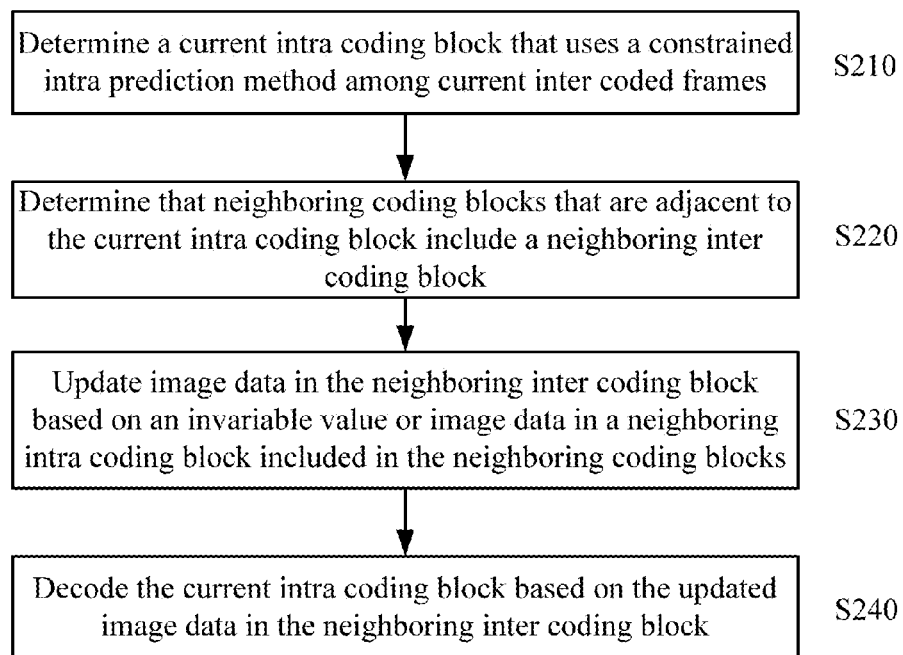 Determine a current intra coding block that uses a constrained
intra prediction method among current inter coded frames
S210
Determine that neighboring coding blocks that are adjacent to
the current intra coding block include a neighboring inter
coding block
S220
Update image data in the neighboring inter coding block
based on an invariable value or image data in a neighboring
intra coding block included in the neighboring coding blocks
S230
Decode the current intra coding block based on the updated
image data in the neighboring inter coding block
S240